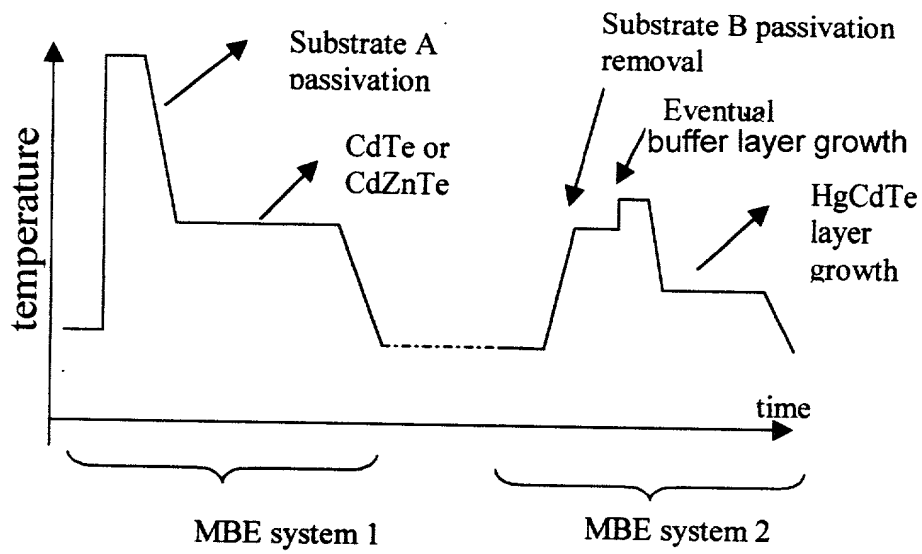 Substrate A
passivation
CdTe or
CdZnTe
Substrate B passivation
removal
Eventual
buffer layer growth
HgCdTe
layer
growth
temperature
time
MBE system 1
MBE system 2